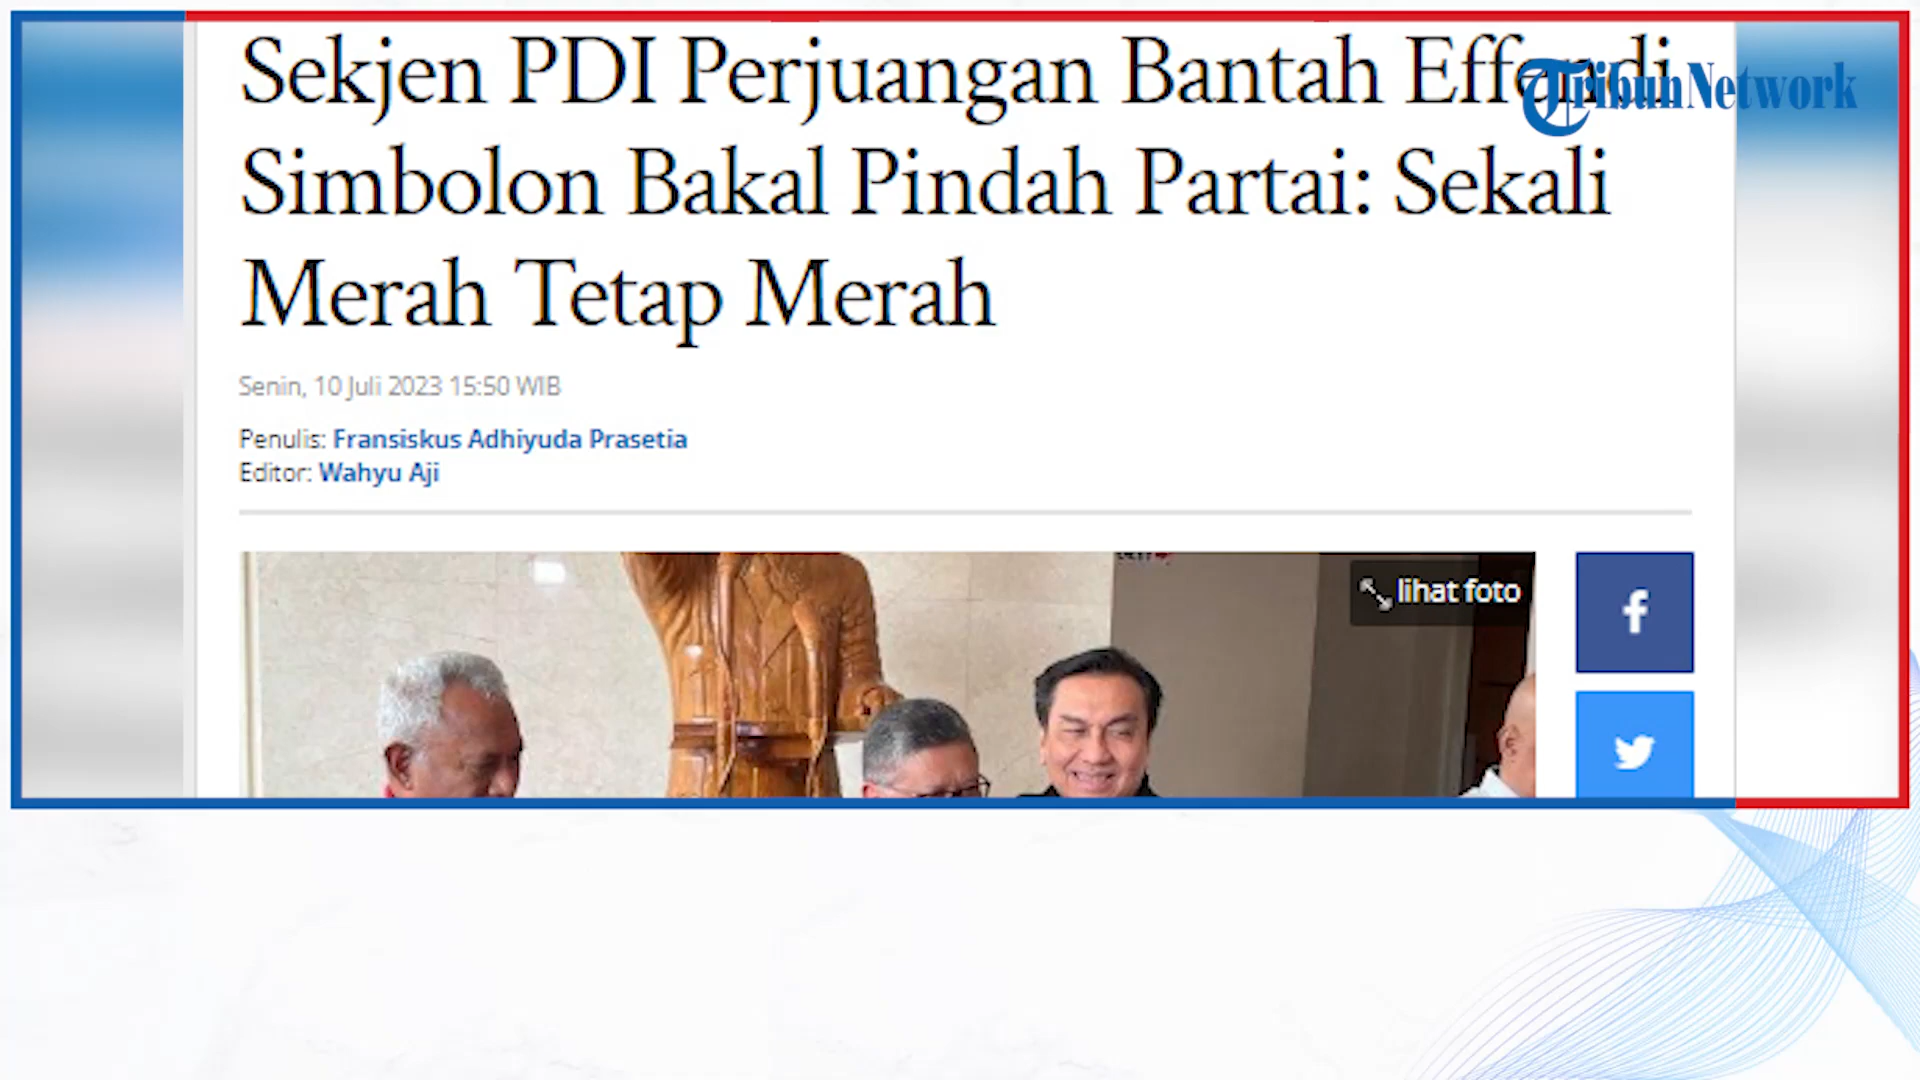 Sekjen PDI Perjuangan Bantah Effendi
TribunNetwork
Simbolon Bakal Pindah Partai: Sekali
Merah Tetap Merah
Senin, 10 Juli 2023 15:50 WIB
Penulis: Fransiskus Adhiyuda Prasetia
Editor: Wahyu Aji
lihat foto